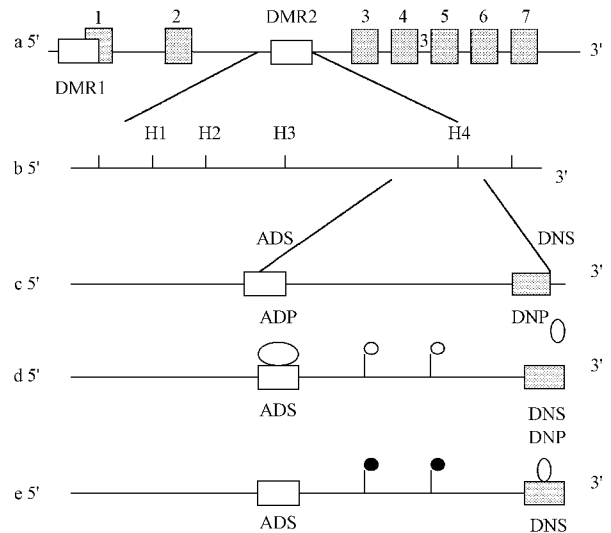 1 2 DMR2 3 4 5 6 7
a 5' 3 3'
DMR1
H1 H2 H3 H4
b 5' 3'
ADS DNS
c 5' 3'
ADP DNP
d 5' 3'
ADS DNS
DNP
e 5' 3'
ADS DNS